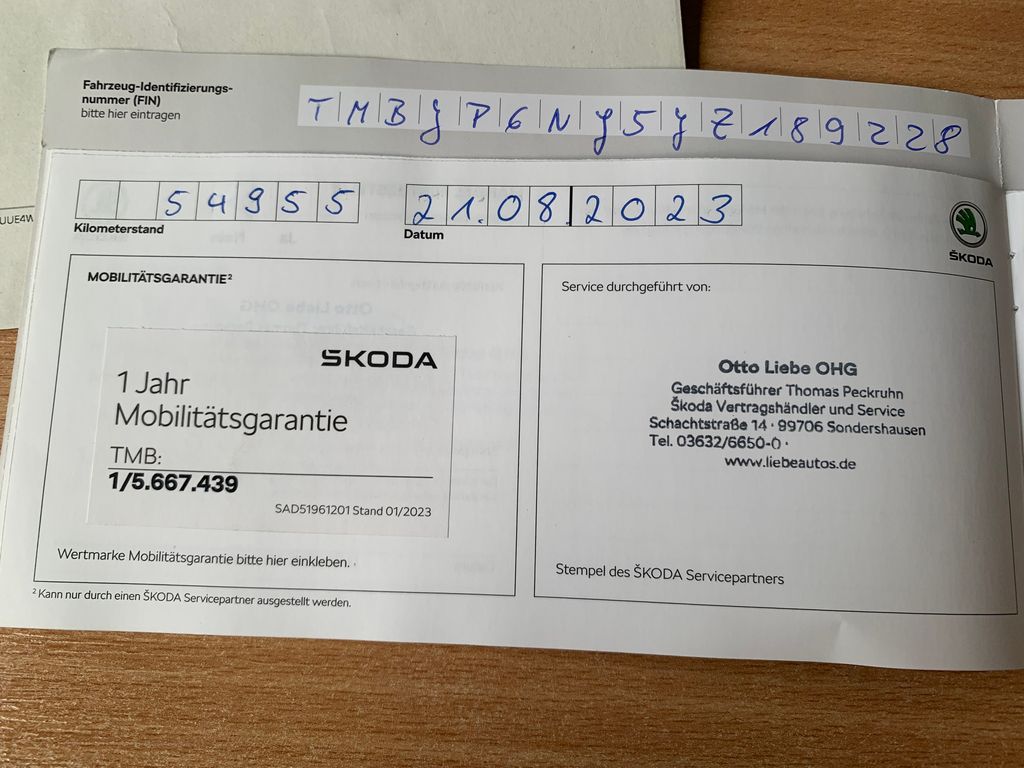 Fahrzeug-Identifizierungs-
nummer (FIN)
bitte hier eintragen
TMBJP6NJ5JZ189228
54955
Kilometerstand
21.08.2023
Datum
ŠKODA
MOBILITÄTSGARANTIE²
ŠKODA
1 Jahr
Mobilitätsgarantie
TMB:
1/5.667.439
SAD51961201 Stand 01/2023
Wertmarke Mobilitätsgarantie bitte hier einkleben.
² Kann nur durch einen ŠKODA Servicepartner ausgestellt werden.
Service durchgeführt von:
Otto Liebe OHG
Geschäftsführer Thomas Peckruhn
Škoda Vertragshändler und Service
Schachtstraße 14 · 99706 Sondershausen
Tel. 03632/6650-0 ·
www.liebeautos.de
Stempel des ŠKODA Servicepartners